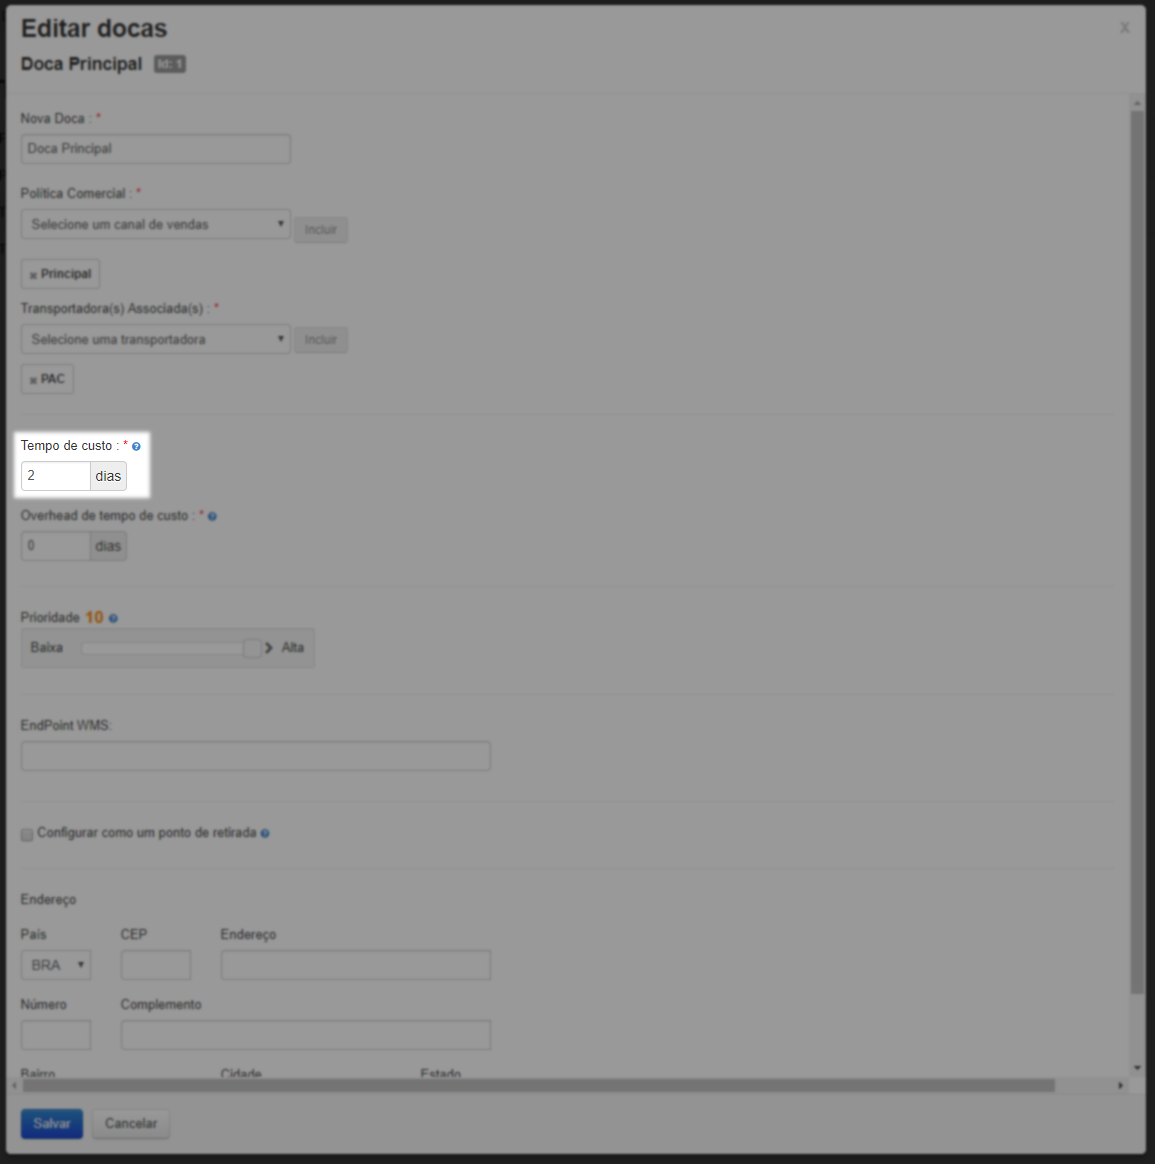 Editar docas
x
Doca Principal Id: 1
Nova Doca : *
Doca Principal
Política Comercial : *
Selecione um canal de vendas Incluir
x Principal
Transportadora(s) Associada(s) : *
Selecione uma transportadora Incluir
x PAC
Tempo de custo : * ?
2 dias
Overhead de tempo de custo : * ?
0 dias
Prioridade 10 ?
Baixa Alta
EndPoint WMS:
Configurar como um ponto de retirada ?
Endereço
País CEP Endereço
BRA
Número Complemento
Bairro Cidade Estado
Salvar Cancelar